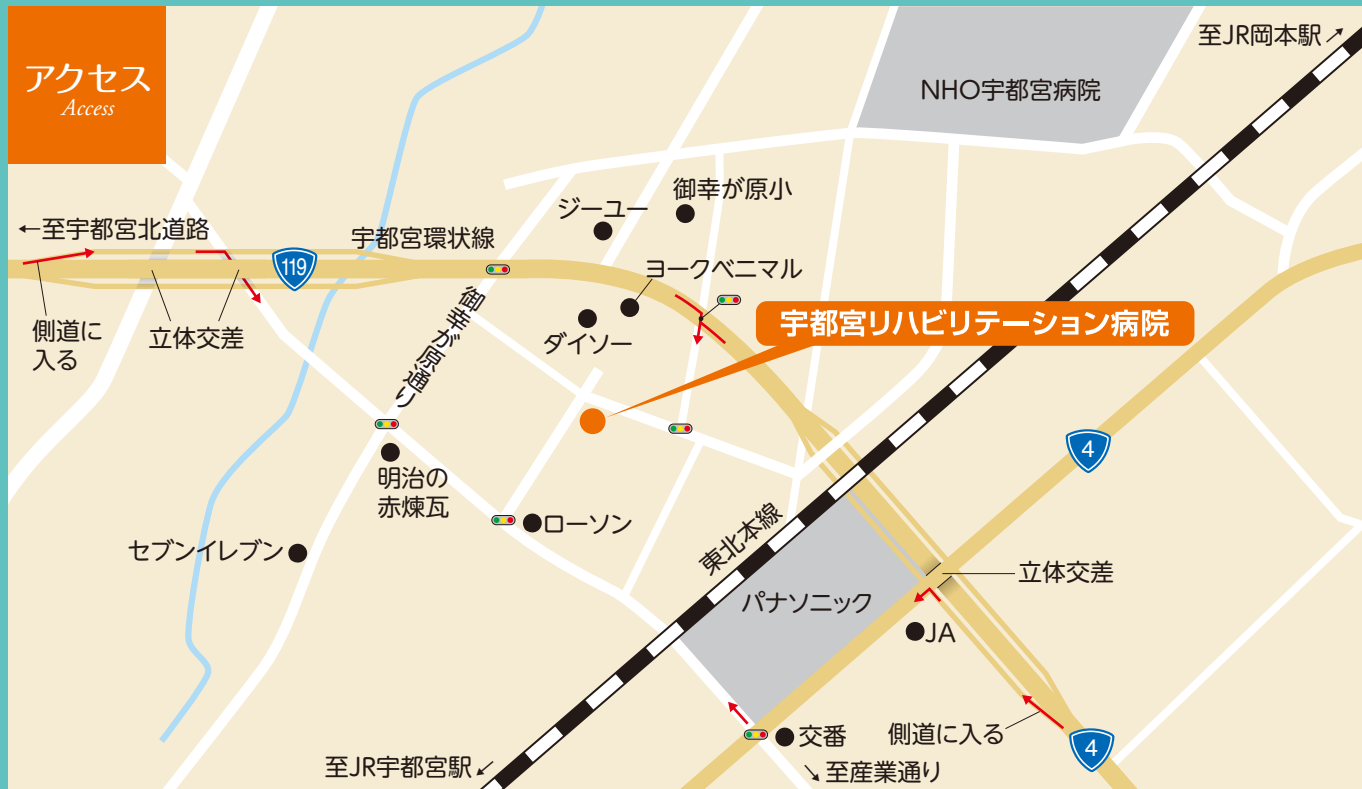 アクセス
Access
至JR岡本駅↗
NHO宇都宮病院
御幸が原小
ジーユー
←至宇都宮北道路
宇都宮環状線
119
ヨークベニマル
側道に
入る
立体交差
御幸が原通り
ダイソー
宇都宮リハビリテーション病院
4
明治の
赤煉瓦
ローソン
セブンイレブン
東北本線
立体交差
パナソニック
JA
交番
側道に入る
4
至JR宇都宮駅↙
↘至産業通り